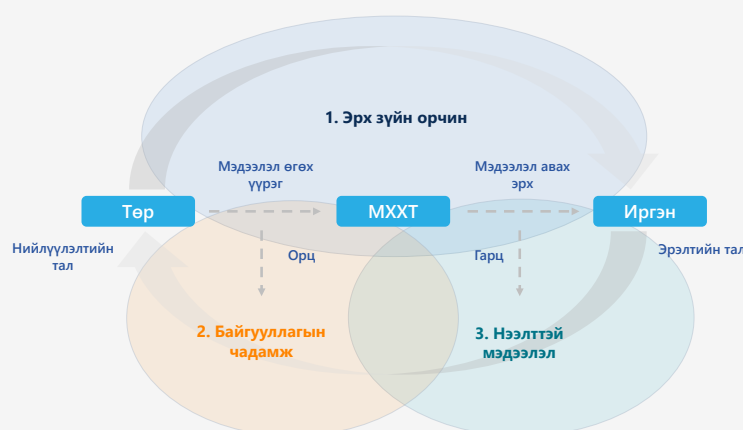 1. Эрх зүйн орчин
Мэдээлэл өгөх
үүрэг
Мэдээлэл авах
эрх
Төр
МХХТ
Иргэн
Нийлүүлэлтийн
тал
Орц
Гарц
Эрэлтийн тал
2. Байгууллагын
чадамж
3. Нээлттэй
мэдээлэл